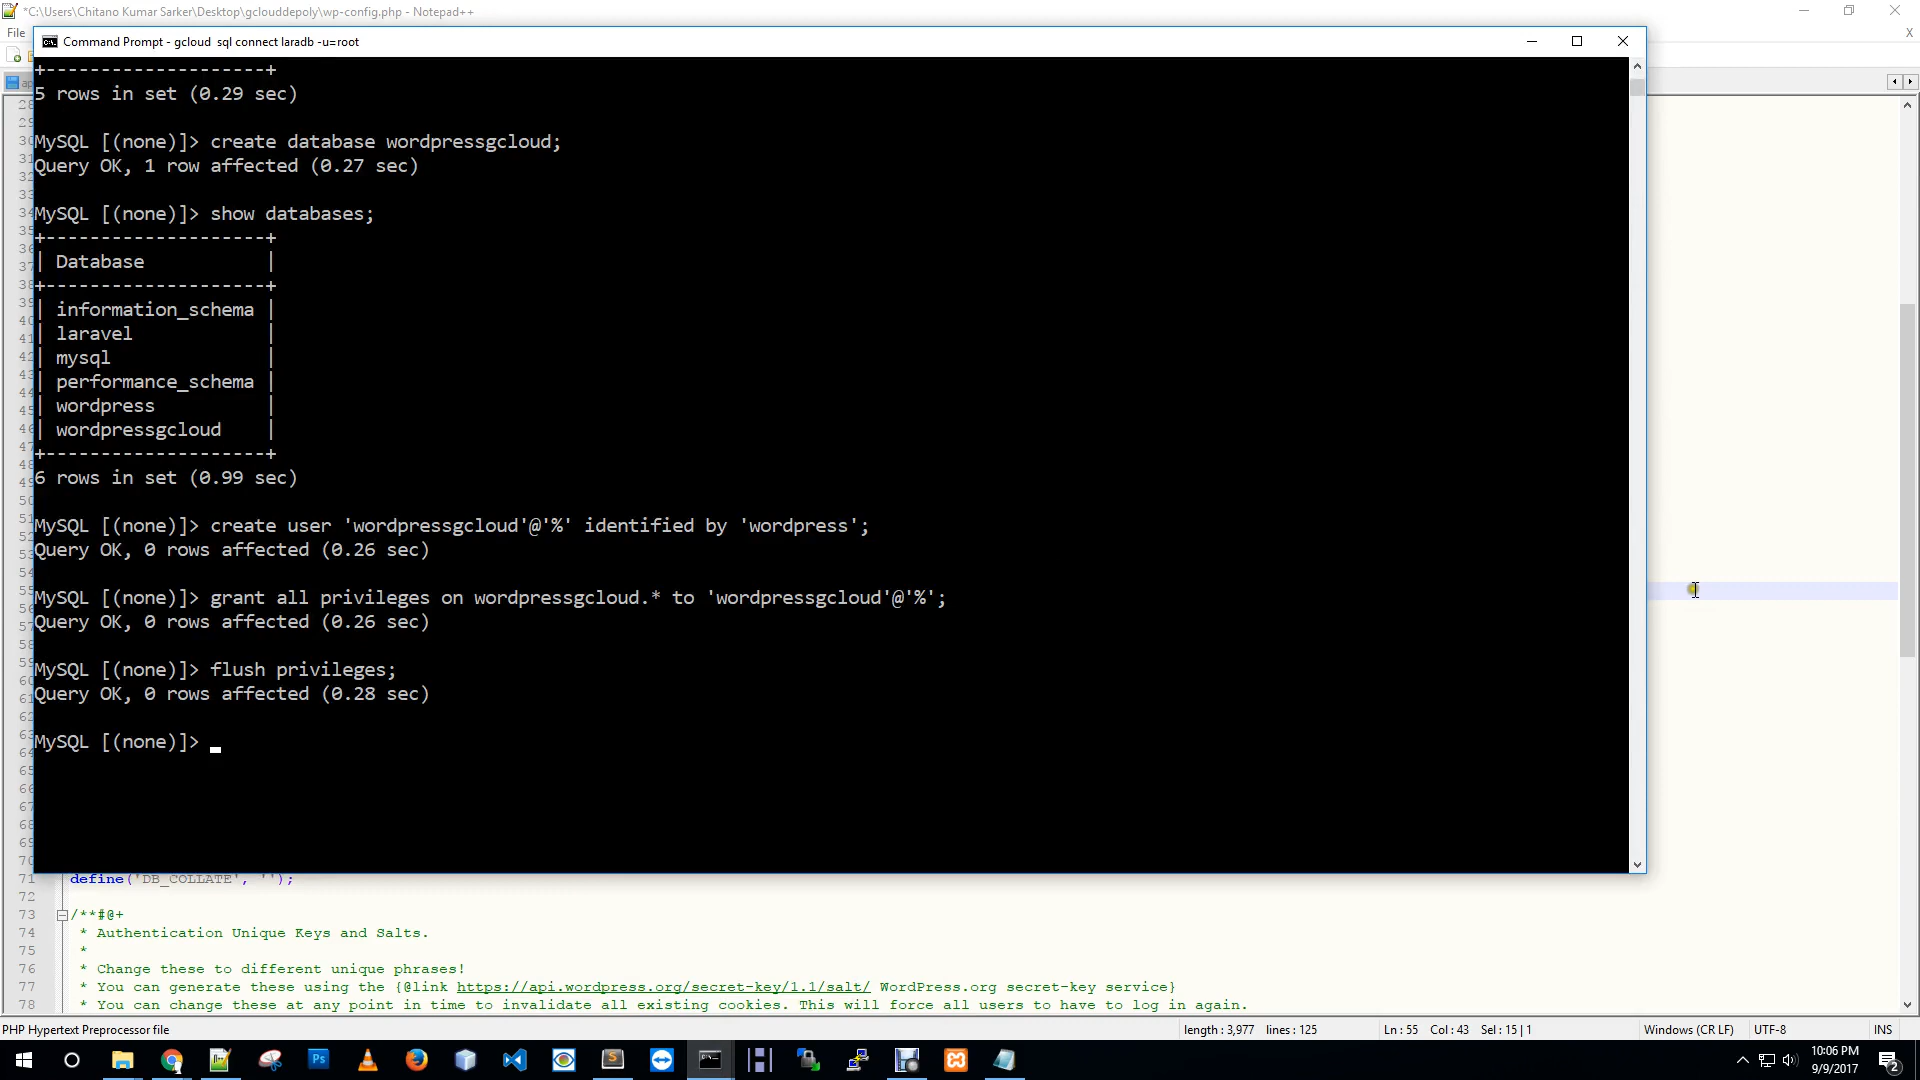 *C:\Users\Chitano Kumar Sarker\Desktop\gclouddepoly\wp-config.php - Notepad++
File
X
Command Prompt - gcloud  sql connect laradb -u=root
+--------------------+
5 rows in set (0.29 sec)
MySQL [(none)]> create database wordpressgcloud;
Query OK, 1 row affected (0.27 sec)
MySQL [(none)]> show databases;
+--------------------+
| Database           |
+--------------------+
| information_schema |
| laravel            |
| mysql              |
| performance_schema |
| wordpress          |
| wordpressgcloud    |
+--------------------+
6 rows in set (0.99 sec)
MySQL [(none)]> create user 'wordpressgcloud'@'%' identified by 'wordpress';
Query OK, 0 rows affected (0.26 sec)
MySQL [(none)]> grant all privileges on wordpressgcloud.* to 'wordpressgcloud'@'%';
Query OK, 0 rows affected (0.26 sec)
MySQL [(none)]> flush privileges;
Query OK, 0 rows affected (0.28 sec)
MySQL [(none)]>
71 define('DB_COLLATE', '');
72
73 /**#@+
74  * Authentication Unique Keys and Salts.
75  *
76  * Change these to different unique phrases!
77  * You can generate these using the {@link https://api.wordpress.org/secret-key/1.1/salt/ WordPress.org secret-key service}
78  * You can change these at any point in time to invalidate all existing cookies. This will force all users to have to log in again.
PHP Hypertext Preprocessor file length : 3,977 lines : 125 Ln : 55 Col : 43 Sel : 15 | 1 Windows (CR LF) UTF-8 INS
10:06 PM
9/9/2017
2